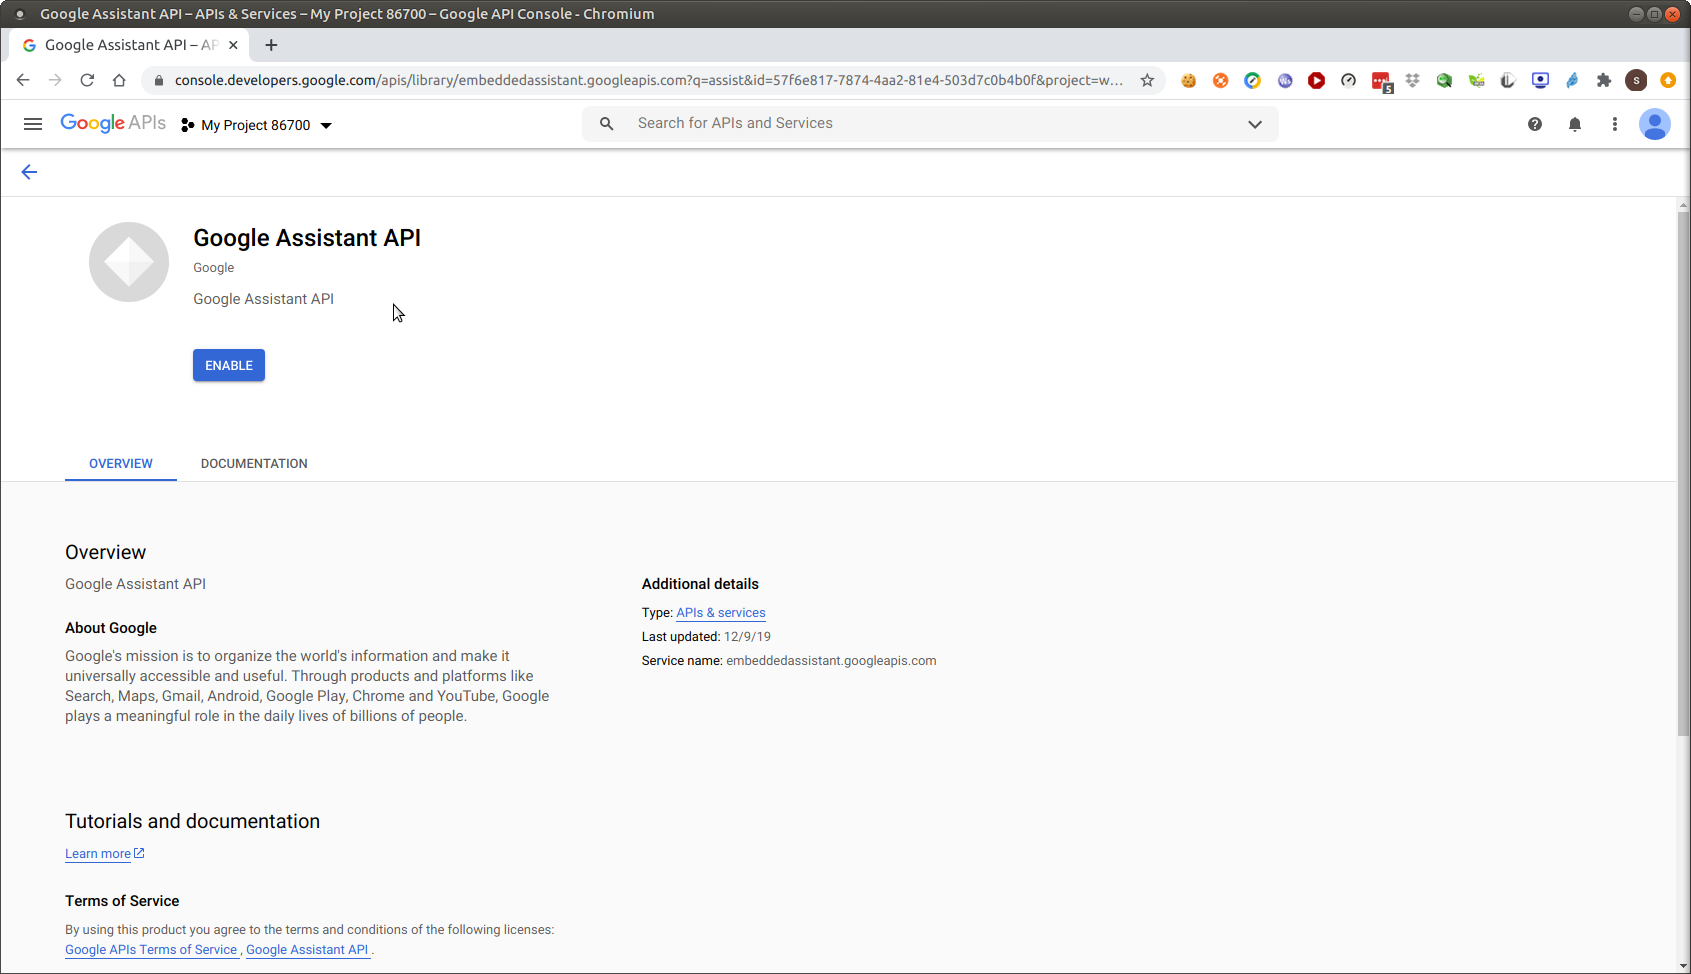 Google Assistant API – APIs & Services – My Project 86700 – Google API Console - Chromium
Google Assistant API – AP
console.developers.google.com/apis/library/embeddedassistant.googleapis.com?q=assist&id=57f6e817-7874-4aa2-81e4-503d7c0b4b0f&project=w...
5
S
Google APIs
My Project 86700
Search for APIs and Services
Google Assistant API
Google
Google Assistant API
ENABLE
OVERVIEW
DOCUMENTATION
Overview
Google Assistant API
About Google
Google's mission is to organize the world's information and make it
universally accessible and useful. Through products and platforms like
Search, Maps, Gmail, Android, Google Play, Chrome and YouTube, Google
plays a meaningful role in the daily lives of billions of people.
Additional details
Type: APIs & services
Last updated: 12/9/19
Service name: embeddedassistant.googleapis.com
Tutorials and documentation
Learn more
Terms of Service
By using this product you agree to the terms and conditions of the following licenses:
Google APIs Terms of Service , Google Assistant API .